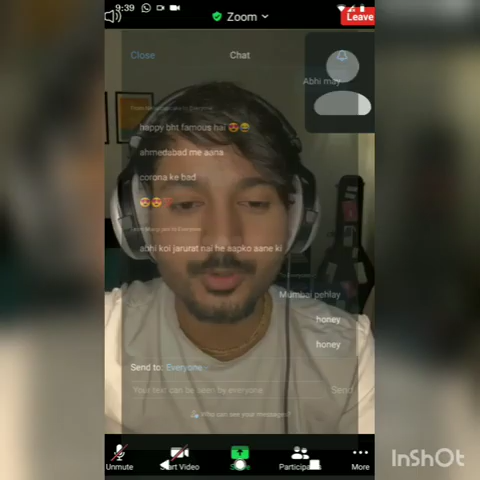 9:39
Zoom
Leave
Close
Chat
Abhi may
happy bht famous hai 😍😂
ahmedabad me aana
corona ke bad
😍😍
to Everyone
abhi koi jarurat nai he aapko aane ki
Mumbai pehlay
honey
honey
Send to: Everyone
Your text can be seen by everyone
Send
Who can see your messages?
Unmute
Start Video
More
InShOt